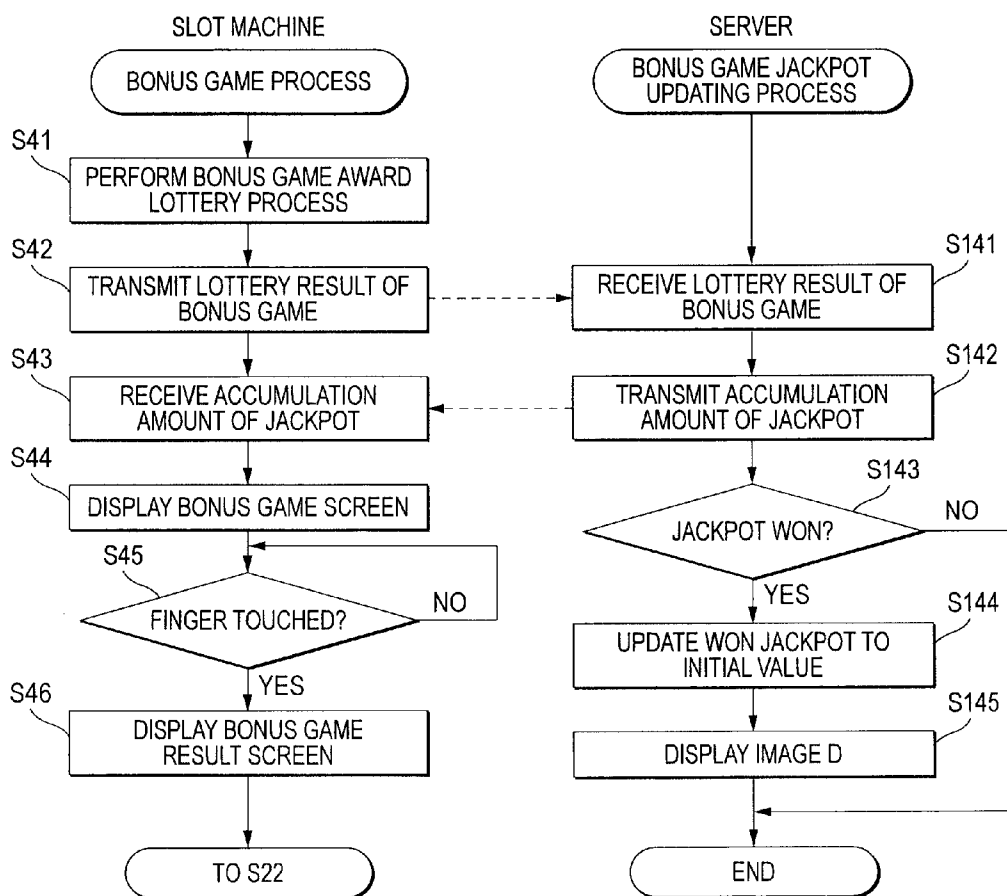 SLOT MACHINE
BONUS GAME PROCESS
S41
PERFORM BONUS GAME AWARD
LOTTERY PROCESS
S42
TRANSMIT LOTTERY RESULT OF
BONUS GAME
S43
RECEIVE ACCUMULATION
AMOUNT OF JACKPOT
S44
DISPLAY BONUS GAME SCREEN
S45
FINGER TOUCHED?
NO
YES
S46
DISPLAY BONUS GAME
RESULT SCREEN
TO S22
SERVER
BONUS GAME JACKPOT
UPDATING PROCESS
S141
RECEIVE LOTTERY RESULT OF
BONUS GAME
S142
TRANSMIT ACCUMULATION
AMOUNT OF JACKPOT
S143
JACKPOT WON?
NO
YES
S144
UPDATE WON JACKPOT TO
INITIAL VALUE
S145
DISPLAY IMAGE D
END